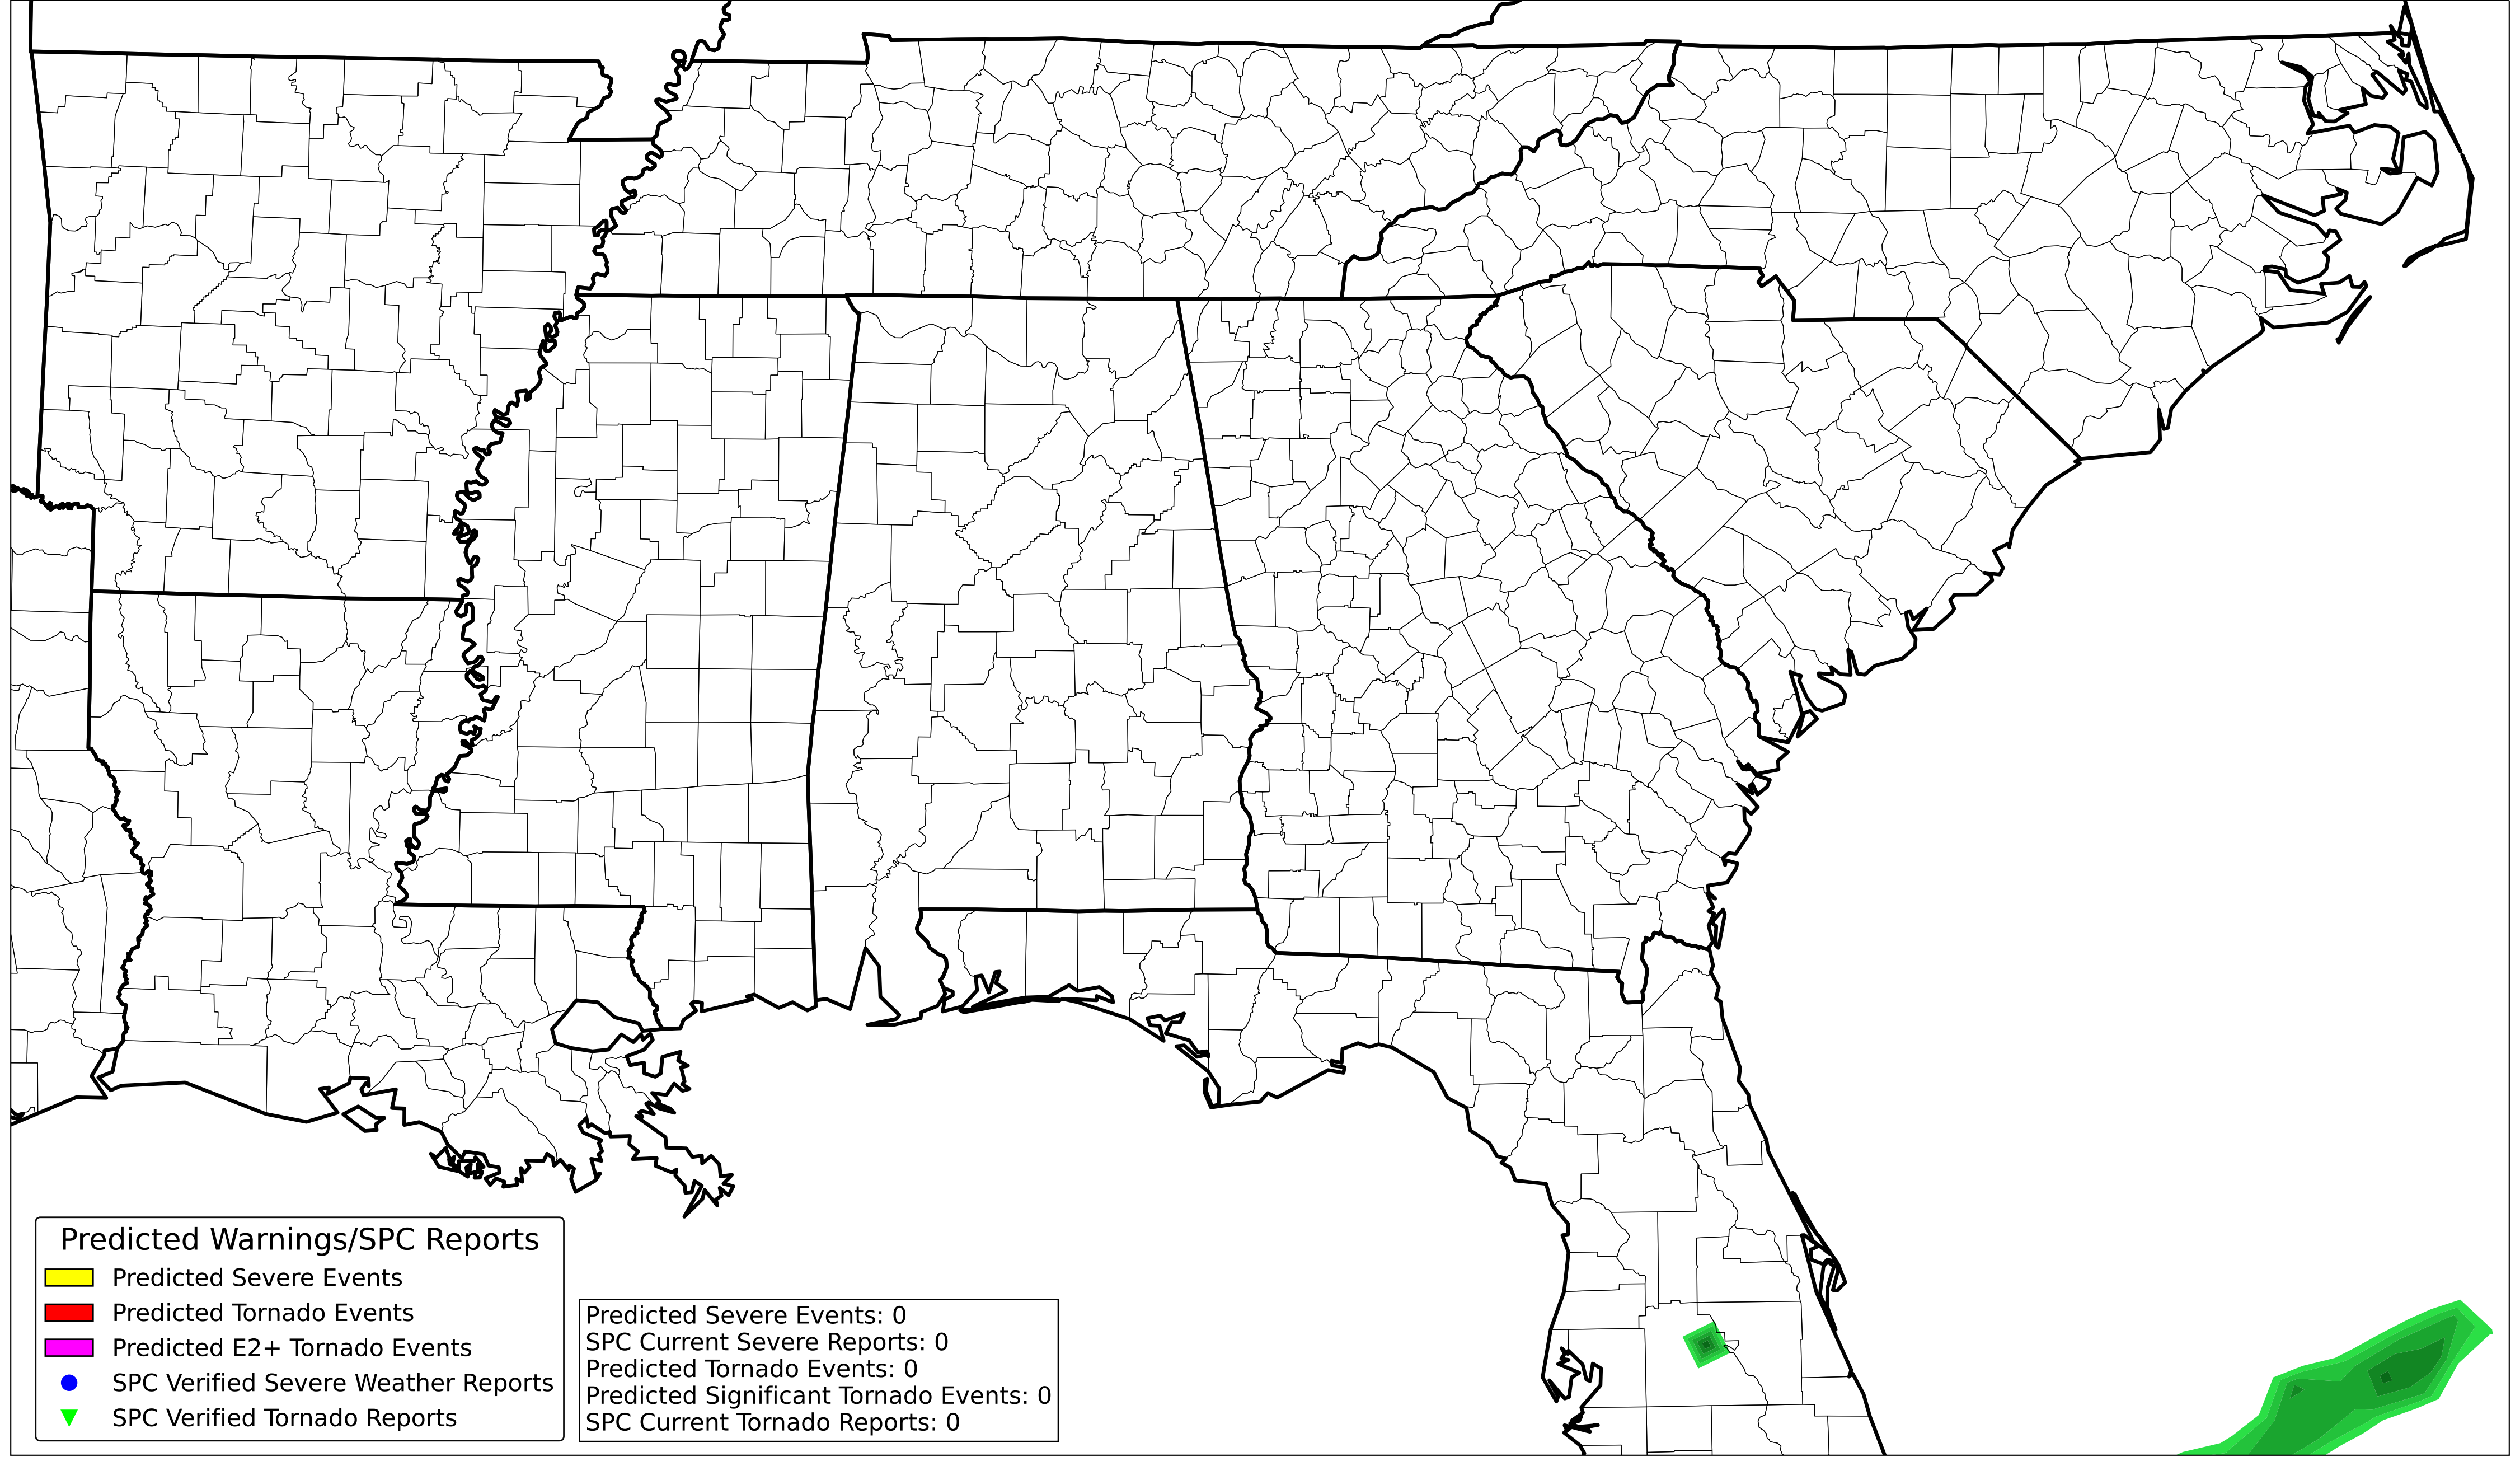 Predicted Warnings/SPC Reports
Predicted Severe Events
Predicted Tornado Events
Predicted E2+ Tornado Events
SPC Verified Severe Weather Reports
SPC Verified Tornado Reports
Predicted Severe Events: 0
SPC Current Severe Reports: 0
Predicted Tornado Events: 0
Predicted Significant Tornado Events: 0
SPC Current Tornado Reports: 0